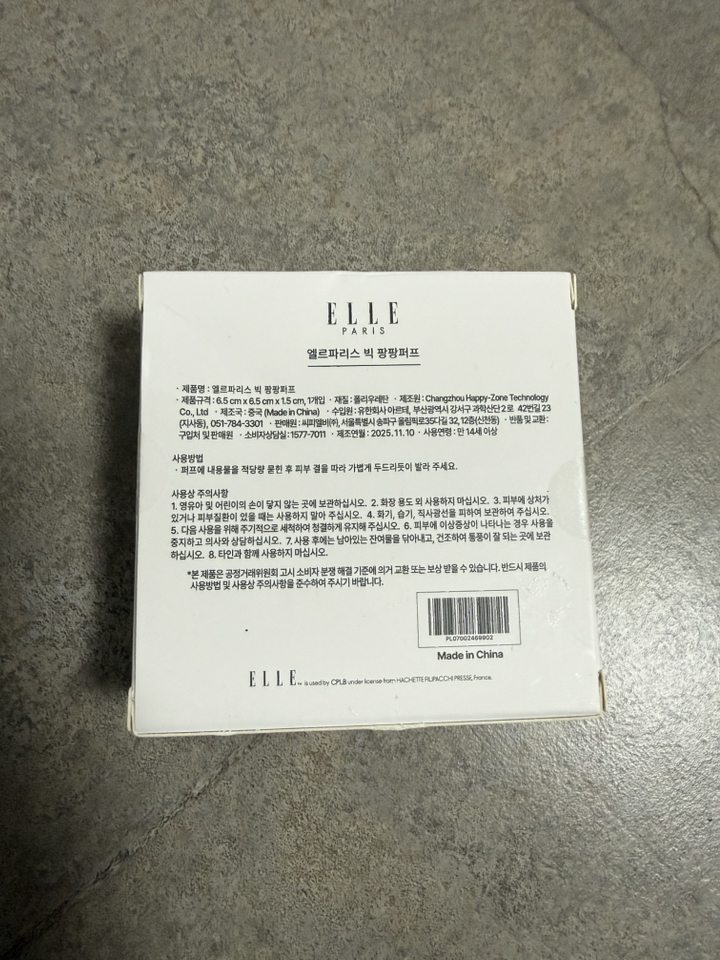 ELLE
PARIS
엘르파리스 빅 팡팡퍼프
· 제품명 : 엘르파리스 빅 팡팡퍼프
· 제품규격 : 6.5 cm x 6.5 cm x 1.5 cm, 1개입 · 재질 : 폴리우레탄 · 제조원 : Changzhou Happy-Zone Technology
Co., Ltd · 제조국 : 중국 (Made in China) · 수입원 : 유한회사 아르테, 부산광역시 강서구 과학산단 2로 42번길 23
(지사동), 051-784-3301 · 판매원 : 씨피엘비(주), 서울특별시 송파구 올림픽로35다길 32, 12층(신천동) · 반품 및 교환 :
구입처 및 판매원 · 소비자상담실 : 1577-7011 · 제조연월 : 2025. 11. 10 · 사용연령 : 만 14세 이상
사용방법
· 퍼프에 내용물을 적당량 묻힌 후 피부 결을 따라 가볍게 두드리듯이 발라 주세요.
사용상 주의사항
1. 영유아 및 어린이의 손이 닿지 않는 곳에 보관하십시오. 2. 화장 용도 외 사용하지 마십시오. 3. 피부에 상처가
있거나 피부질환이 있을 때는 사용하지 말아 주십시오. 4. 화기, 습기, 직사광선을 피하여 보관하여 주십시오.
5. 다음 사용을 위해 주기적으로 세척하여 청결하게 유지해 주십시오. 6. 피부에 이상증상이 나타나는 경우 사용을
중지하고 의사와 상담하십시오. 7. 사용 후에는 남아있는 잔여물을 닦아내고, 건조하여 통풍이 잘 되는 곳에 보관
하십시오. 8. 타인과 함께 사용하지 마십시오.
*본 제품은 공정거래위원회 고시 소비자 분쟁 해결 기준에 의거 교환 또는 보상 받을 수 있습니다. 반드시 제품의
사용방법 및 사용상 주의사항을 준수하여 주시기 바랍니다.
PL07002469902
Made in China
ELLE™ is used by CPLB under license from HACHETTE FILIPACCHI PRESSE, France.